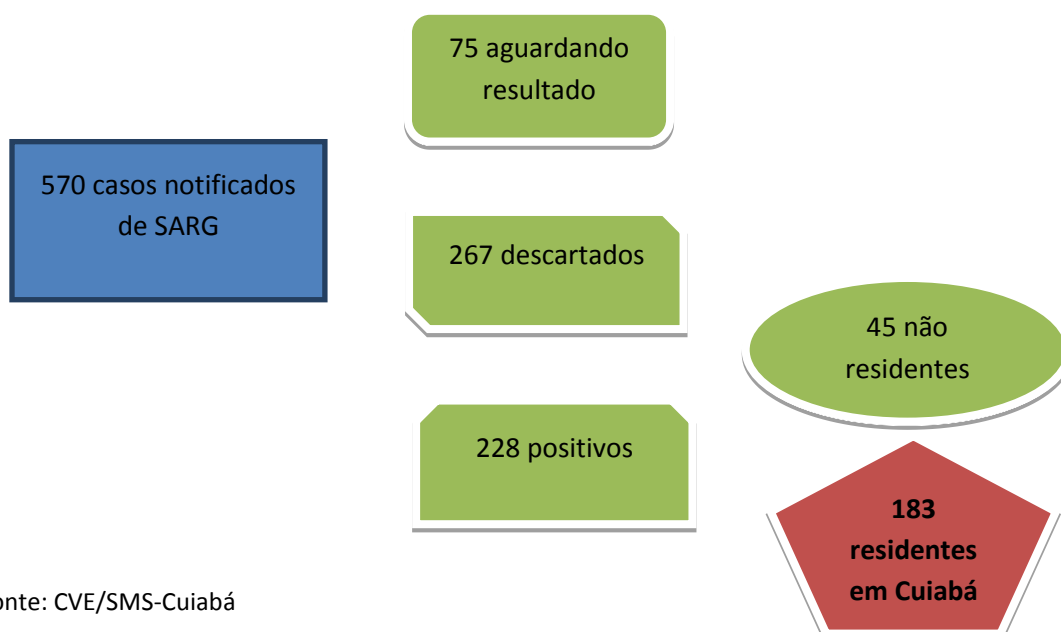 75 aguardando
resultado
570 casos notificados
de SARG
267 descartados
45 não
residentes
228 positivos
183
residentes
em Cuiabá
onte: CVE/SMS-Cuiabá